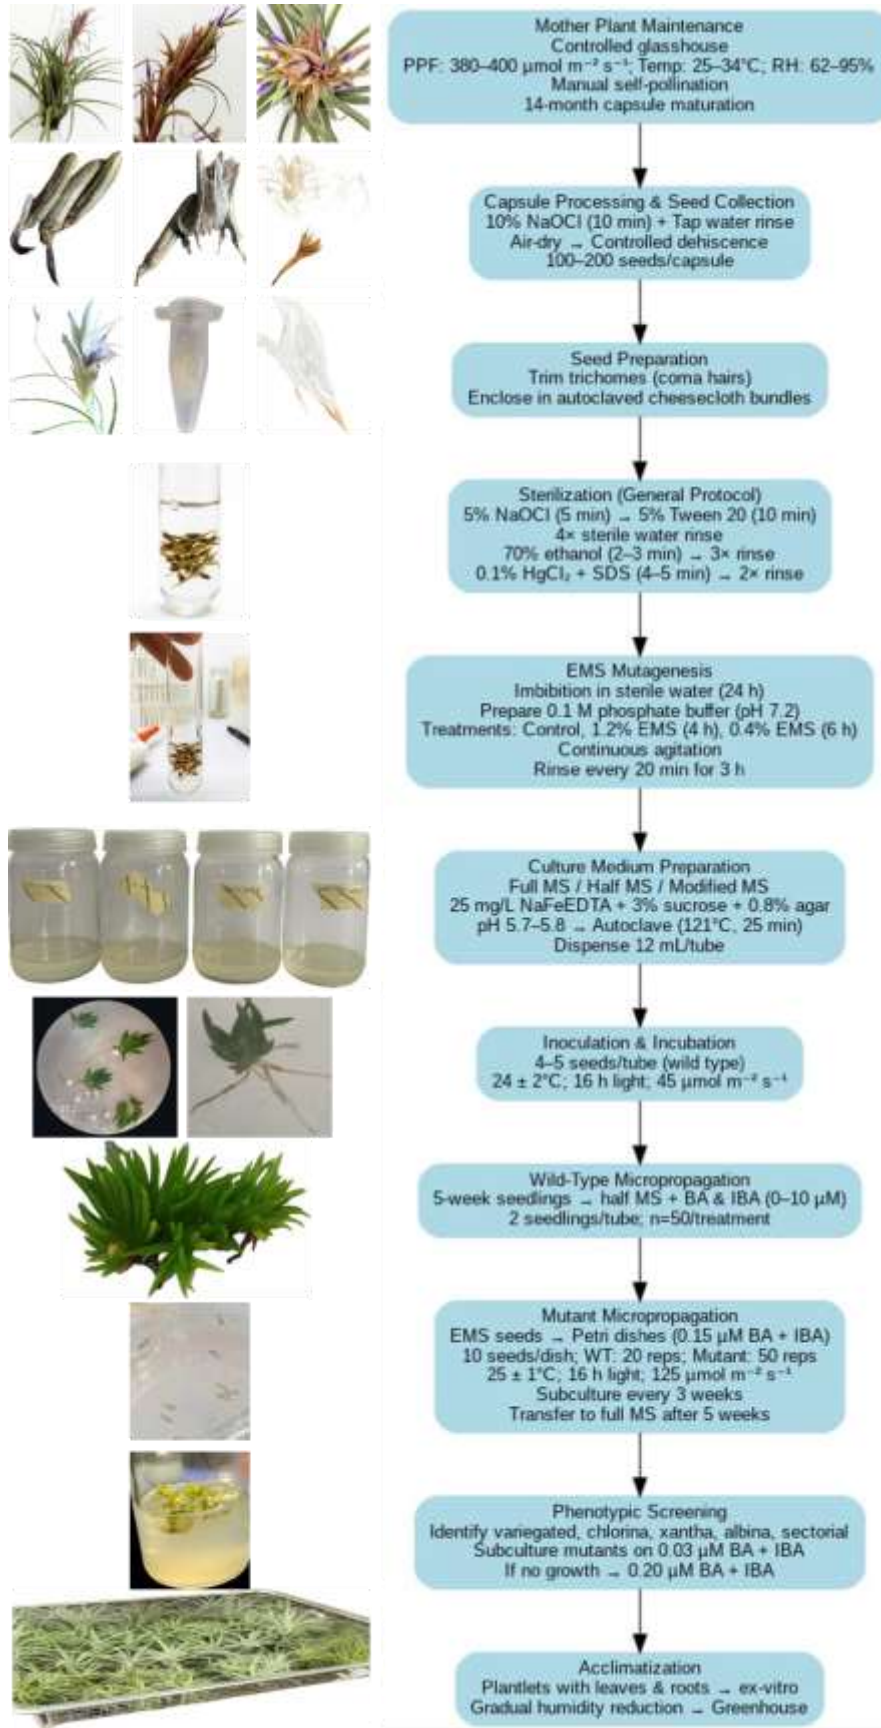 Mother Plant Maintenance
Controlled glasshouse
PPF: 380–400 µmol m⁻² s⁻¹; Temp: 25–34°C; RH: 62–95%
Manual self-pollination
14-month capsule maturation
Capsule Processing & Seed Collection
10% NaOCl (10 min) + Tap water rinse
Air-dry → Controlled dehiscence
100–200 seeds/capsule
Seed Preparation
Trim trichomes (coma hairs)
Enclose in autoclaved cheesecloth bundles
Sterilization (General Protocol)
5% NaOCl (5 min) → 5% Tween 20 (10 min)
4× sterile water rinse
70% ethanol (2–3 min) → 3× rinse
0.1% HgCl₂ + SDS (4–5 min) → 2× rinse
EMS Mutagenesis
Imbibition in sterile water (24 h)
Prepare 0.1 M phosphate buffer (pH 7.2)
Treatments: Control, 1.2% EMS (4 h), 0.4% EMS (6 h)
Continuous agitation
Rinse every 20 min for 3 h
Culture Medium Preparation
Full MS / Half MS / Modified MS
25 mg/L NaFeEDTA + 3% sucrose + 0.8% agar
pH 5.7–5.8 → Autoclave (121°C, 25 min)
Dispense 12 mL/tube
Inoculation & Incubation
4–5 seeds/tube (wild type)
24 ± 2°C; 16 h light; 45 µmol m⁻² s⁻¹
Wild-Type Micropropagation
5-week seedlings → half MS + BA & IBA (0–10 µM)
2 seedlings/tube; n=50/treatment
Mutant Micropropagation
EMS seeds → Petri dishes (0.15 µM BA + IBA)
10 seeds/dish; WT: 20 reps; Mutant: 50 reps
25 ± 1°C; 16 h light; 125 µmol m⁻² s⁻¹
Subculture every 3 weeks
Transfer to full MS after 5 weeks
Phenotypic Screening
Identify variegated, chlorina, xantha, albina, sectorial
Subculture mutants on 0.03 µM BA + IBA
If no growth → 0.20 µM BA + IBA
Acclimatization
Plantlets with leaves & roots → ex-vitro
Gradual humidity reduction → Greenhouse